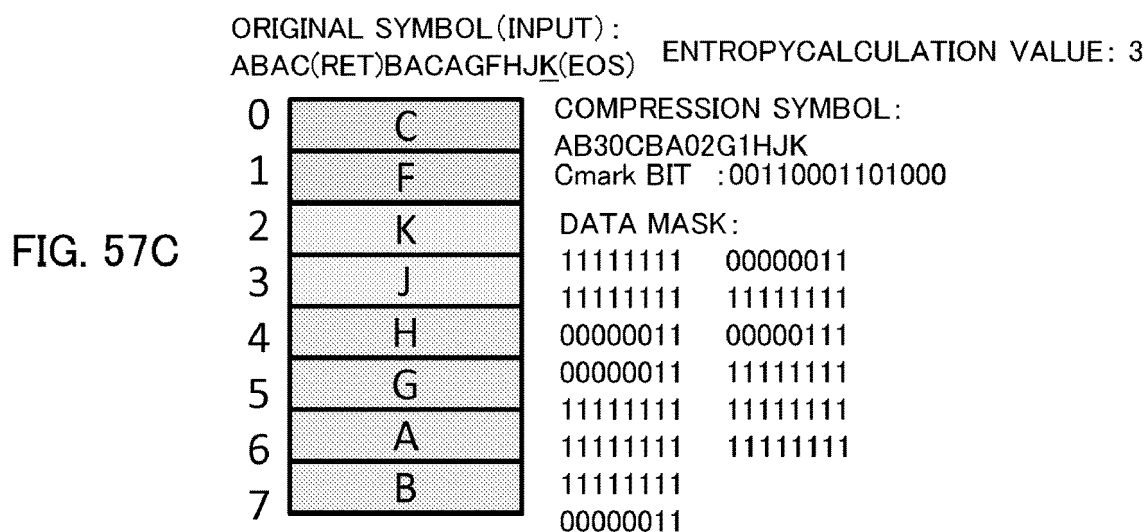 ORIGINAL SYMBOL(INPUT):
ABAC(RET)BACAGFHJK(EOS)
ENTROPYCALCULATION VALUE: 3
FIG. 57C
0 C
1 F
2 K
3 J
4 H
5 G
6 A
7 B
COMPRESSION SYMBOL:
AB30CBA02G1HJK
Cmark BIT :00110001101000
DATA MASK:
11111111 00000011
11111111 11111111
00000011 00000111
00000011 11111111
11111111 11111111
11111111 11111111
11111111
00000011